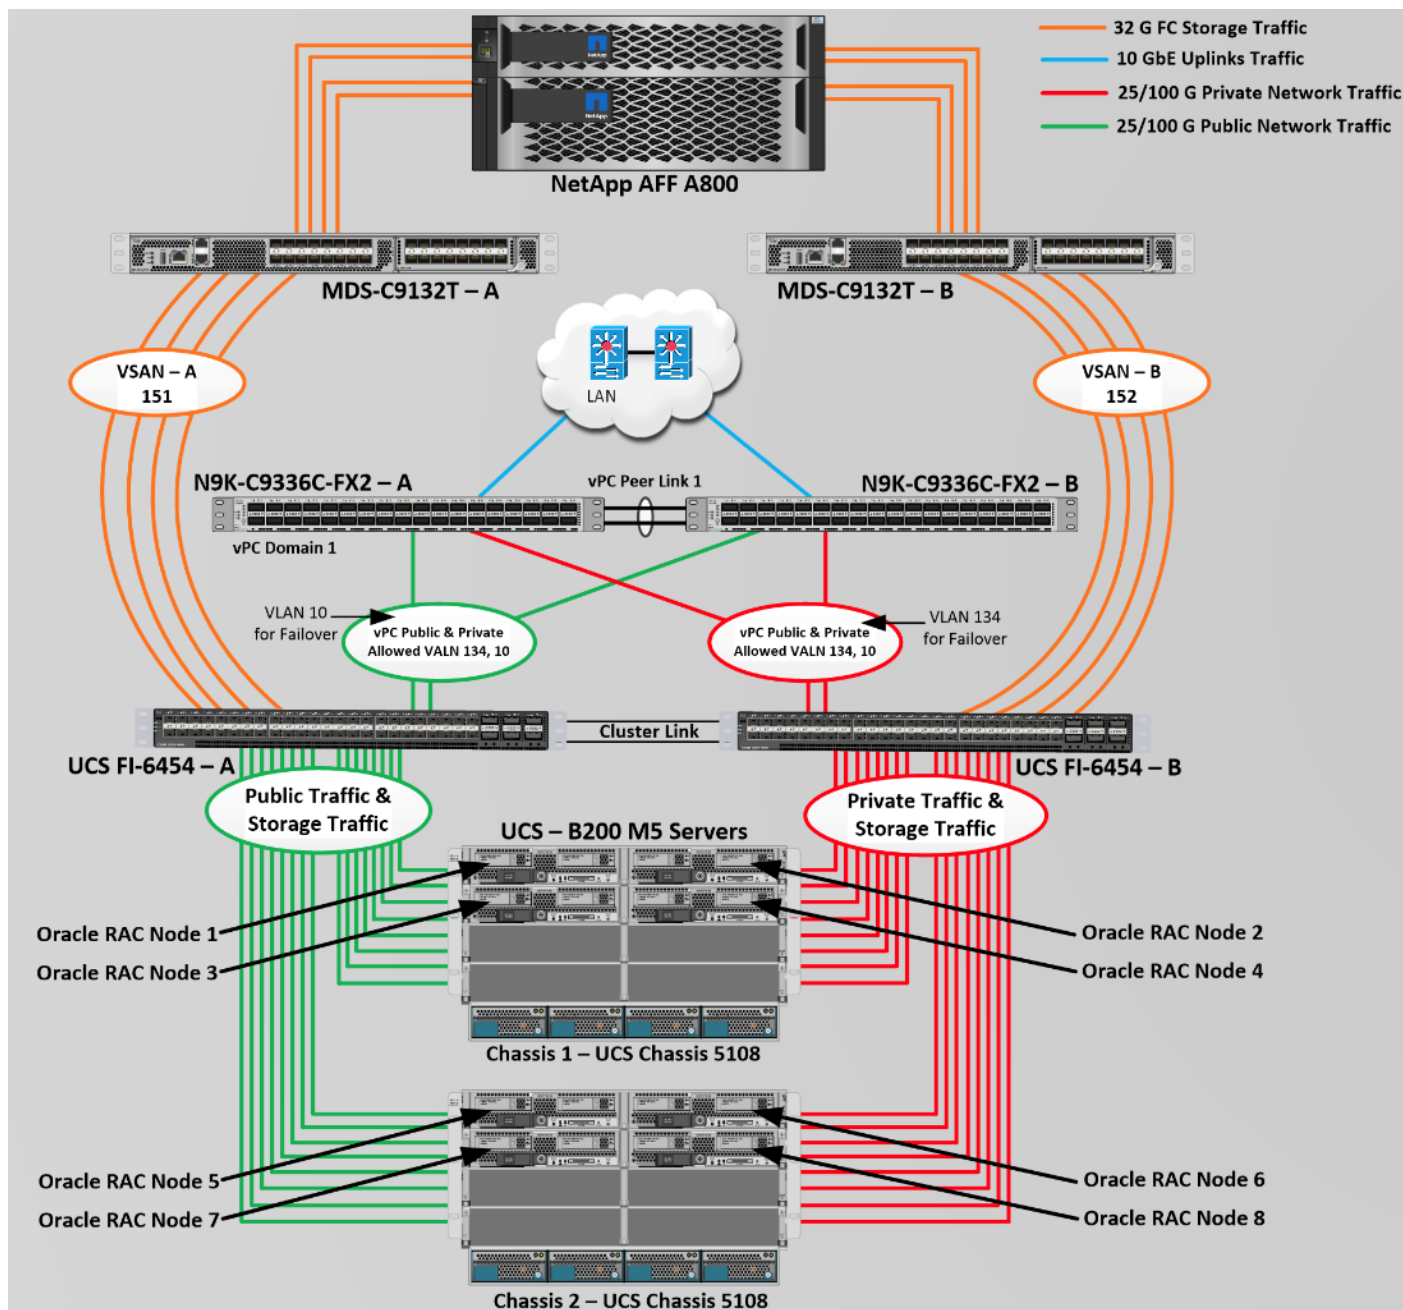 32 G FC Storage Traffic
10 GbE Uplinks Traffic
25/100 G Private Network Traffic
25/100 G Public Network Traffic
NetApp
NetApp
NetApp AFF A800
MDS-C9132T – A
MDS-C9132T – B
VSAN – A
151
VSAN – B
152
LAN
N9K-C9336C-FX2 – A
vPC Peer Link 1
N9K-C9336C-FX2 – B
vPC Domain 1
VLAN 10
for Failover
vPC Public & Private
Allowed VALN 134, 10
vPC Public & Private
Allowed VALN 134, 10
VLAN 134
for Failover
Cluster Link
UCS FI-6454 – A
UCS FI-6454 – B
Public Traffic &
Storage Traffic
Private Traffic &
Storage Traffic
UCS – B200 M5 Servers
Oracle RAC Node 1
Oracle RAC Node 2
Oracle RAC Node 3
Oracle RAC Node 4
Chassis 1 – UCS Chassis 5108
Oracle RAC Node 5
Oracle RAC Node 6
Oracle RAC Node 7
Oracle RAC Node 8
Chassis 2 – UCS Chassis 5108